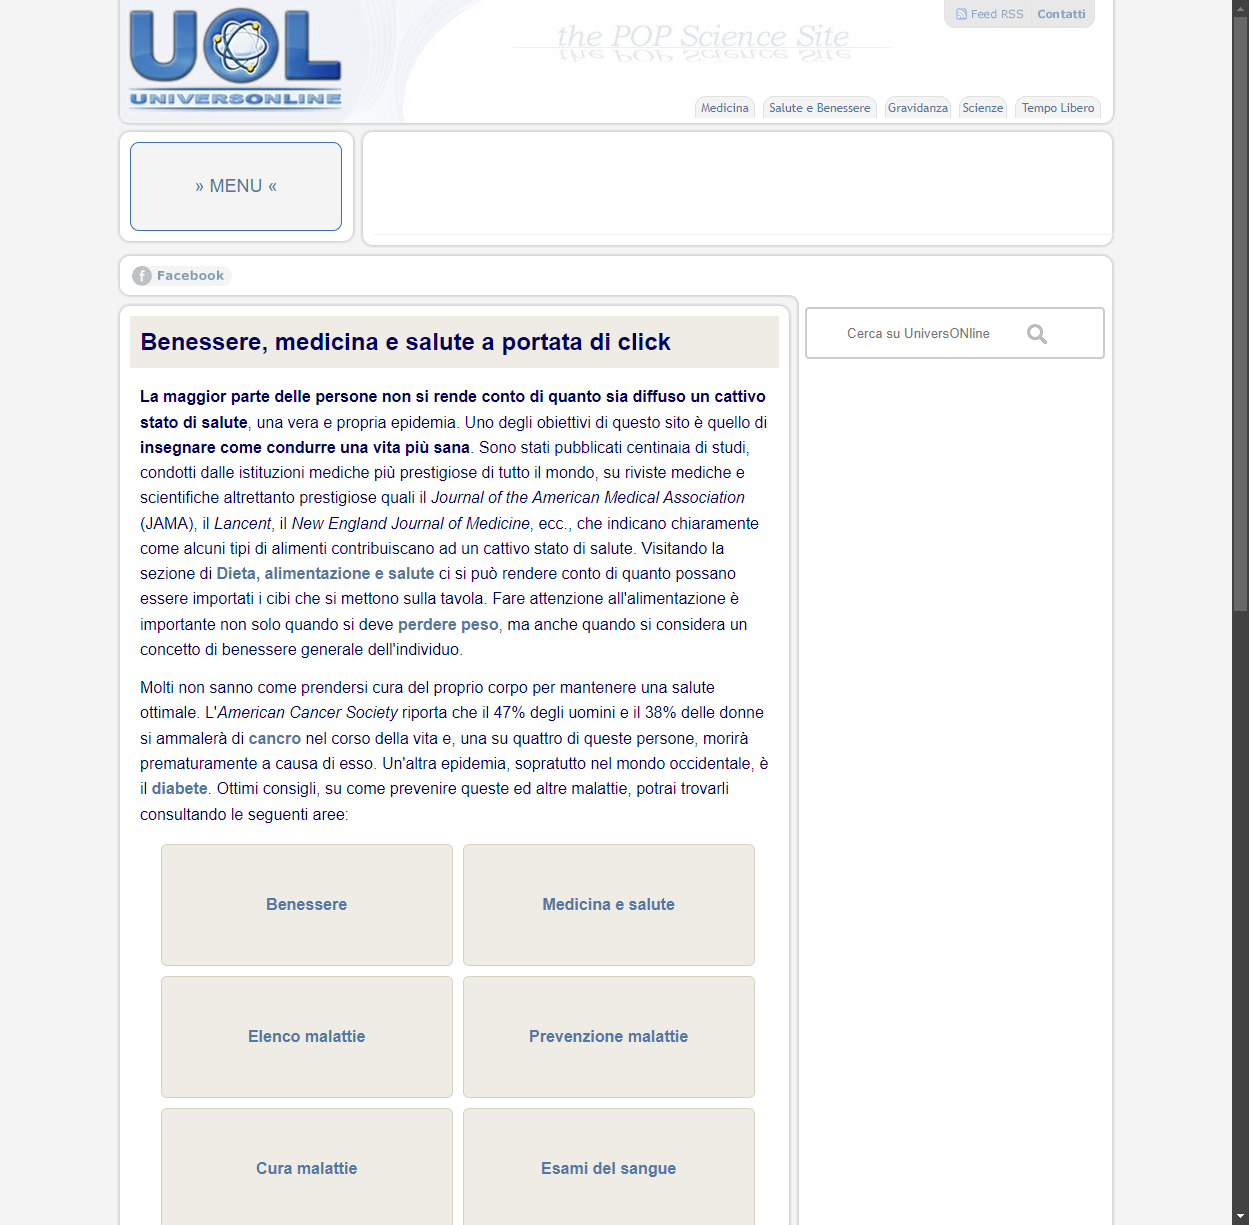 UOL
UNIVERSONLINE
the POP Science Site
Feed RSS
Contatti
Medicina
Salute e Benessere
Gravidanza
Scienze
Tempo Libero
» MENU «
Facebook
Cerca su UniversONline
Benessere, medicina e salute a portata di click
La maggior parte delle persone non si rende conto di quanto sia diffuso un cattivo
stato di salute, una vera e propria epidemia. Uno degli obiettivi di questo sito è quello di
insegnare come condurre una vita più sana. Sono stati pubblicati centinaia di studi,
condotti dalle istituzioni mediche più prestigiose di tutto il mondo, su riviste mediche e
scientifiche altrettanto prestigiose quali il Journal of the American Medical Association
(JAMA), il Lancent, il New England Journal of Medicine, ecc., che indicano chiaramente
come alcuni tipi di alimenti contribuiscano ad un cattivo stato di salute. Visitando la
sezione di Dieta, alimentazione e salute ci si può rendere conto di quanto possano
essere importati i cibi che si mettono sulla tavola. Fare attenzione all'alimentazione è
importante non solo quando si deve perdere peso, ma anche quando si considera un
concetto di benessere generale dell'individuo.
Molti non sanno come prendersi cura del proprio corpo per mantenere una salute
ottimale. L'American Cancer Society riporta che il 47% degli uomini e il 38% delle donne
si ammalerà di cancro nel corso della vita e, una su quattro di queste persone, morirà
prematuramente a causa di esso. Un'altra epidemia, sopratutto nel mondo occidentale, è
il diabete. Ottimi consigli, su come prevenire queste ed altre malattie, potrai trovarli
consultando le seguenti aree:
Benessere
Medicina e salute
Elenco malattie
Prevenzione malattie
Cura malattie
Esami del sangue